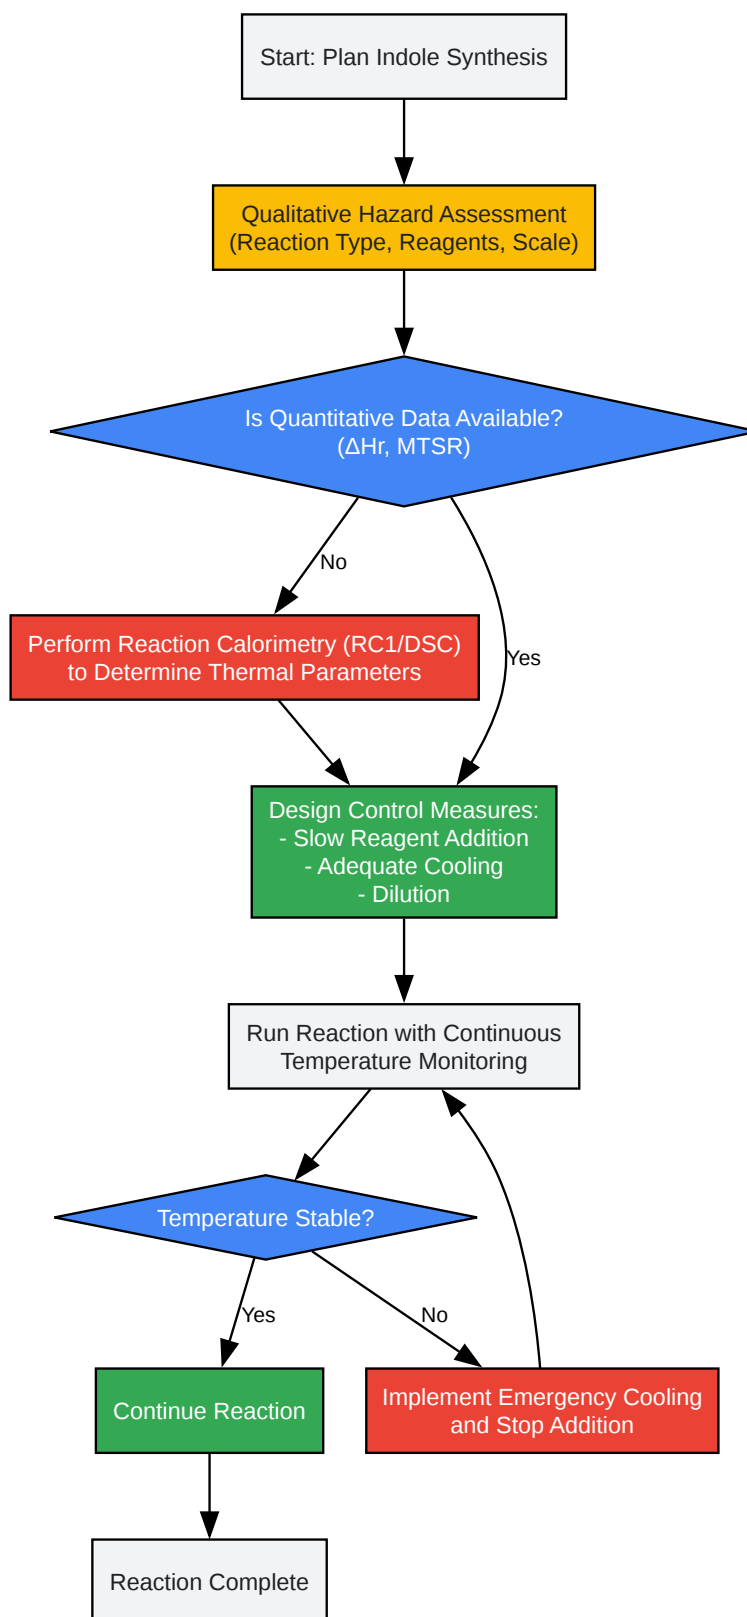 Start: Plan Indole Synthesis
Qualitative Hazard Assessment
(Reaction Type, Reagents, Scale)
Is Quantitative Data Available?
(ΔHr, MTSR)
No
Perform Reaction Calorimetry (RC1/DSC)
to Determine Thermal Parameters
Yes
Design Control Measures:
- Slow Reagent Addition
- Adequate Cooling
- Dilution
Run Reaction with Continuous
Temperature Monitoring
Temperature Stable?
Yes
No
Continue Reaction
Implement Emergency Cooling
and Stop Addition
Reaction Complete